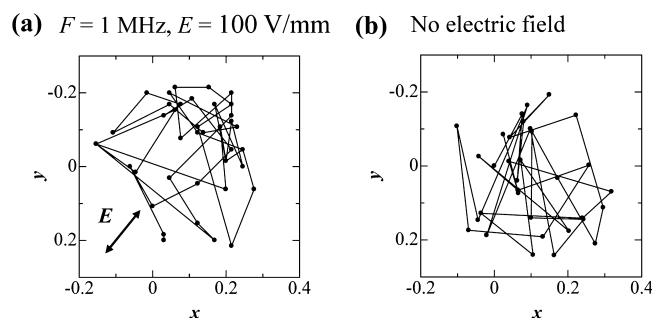 (a) F = 1 MHz, E = 100 V/mm
(b) No electric field
-0.2
0
0.2
y
E
-0.2 0 0.2 0.4
x
-0.2
0
0.2
y
-0.2 0 0.2 0.4
x